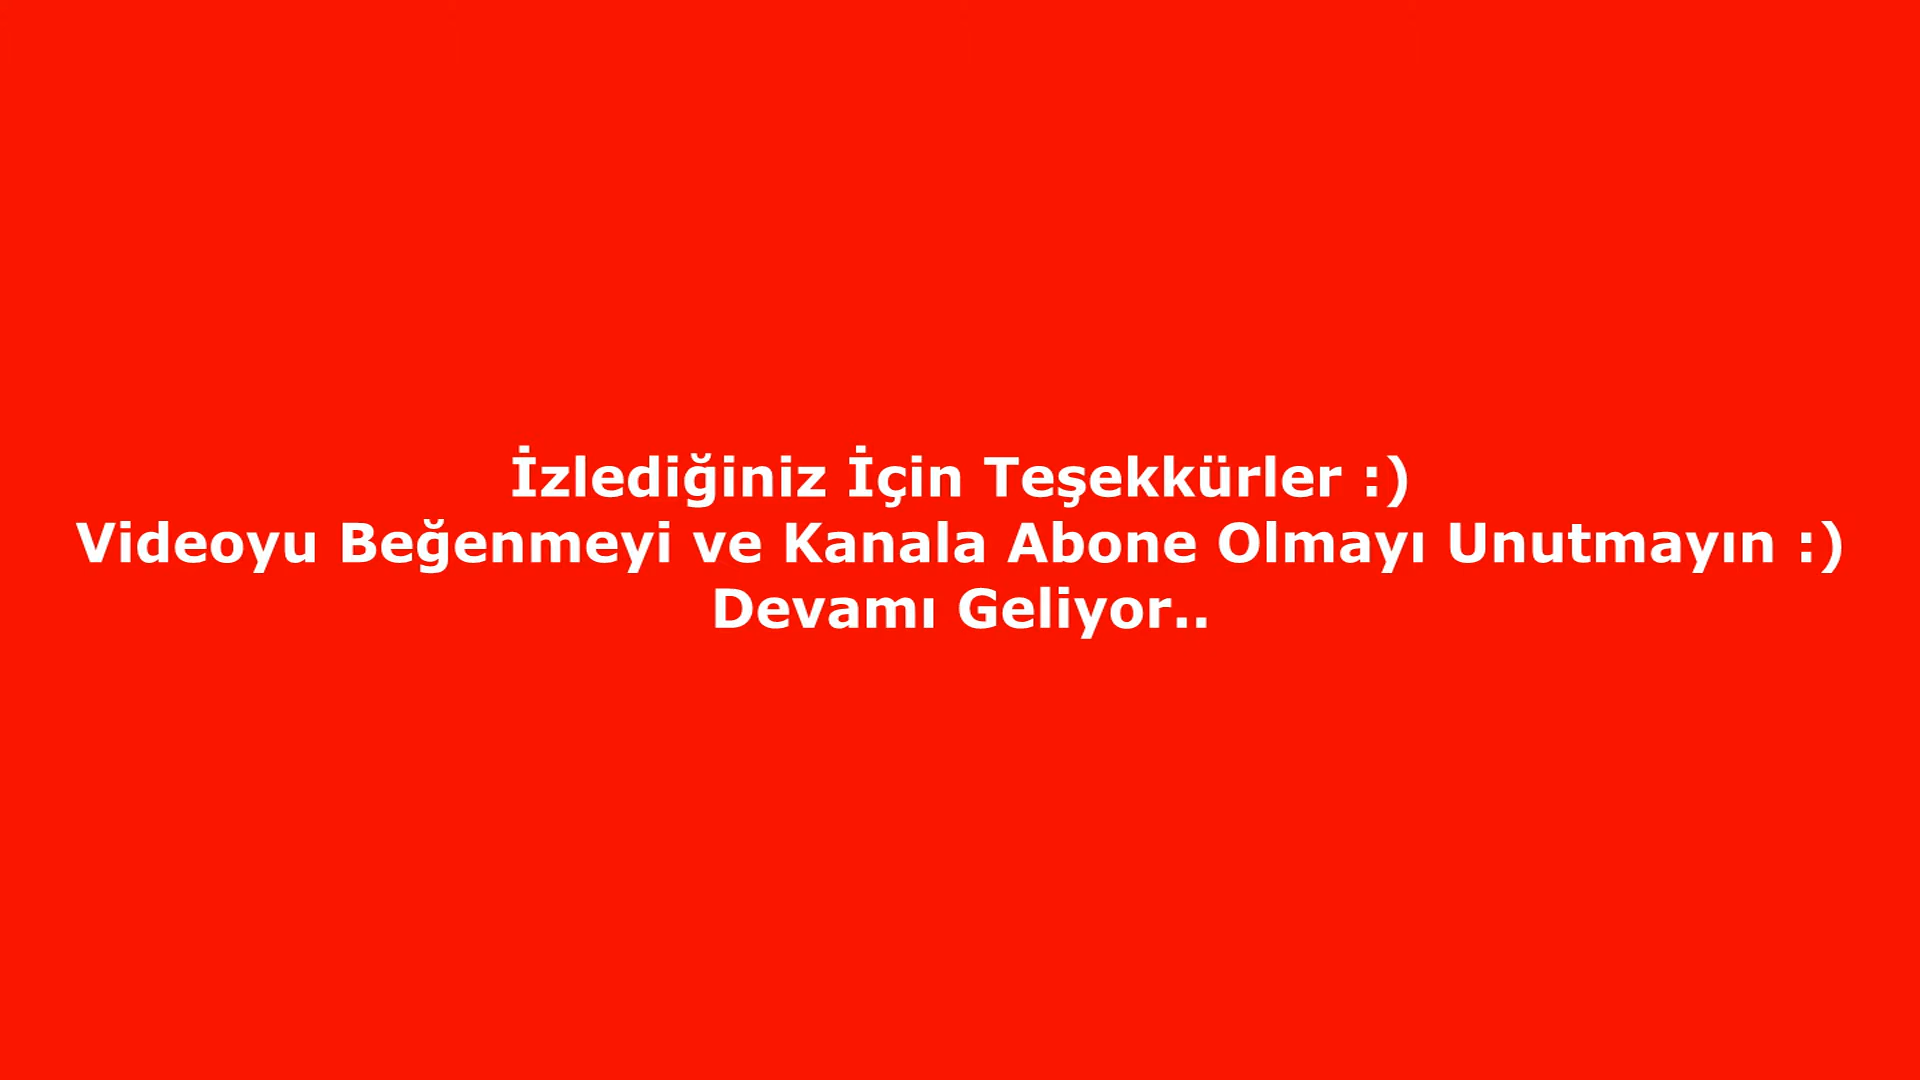 İzlediğiniz İçin Teşekkürler :)
Videoyu Beğenmeyi ve Kanala Abone Olmayı Unutmayın :)
Devamı Geliyor..